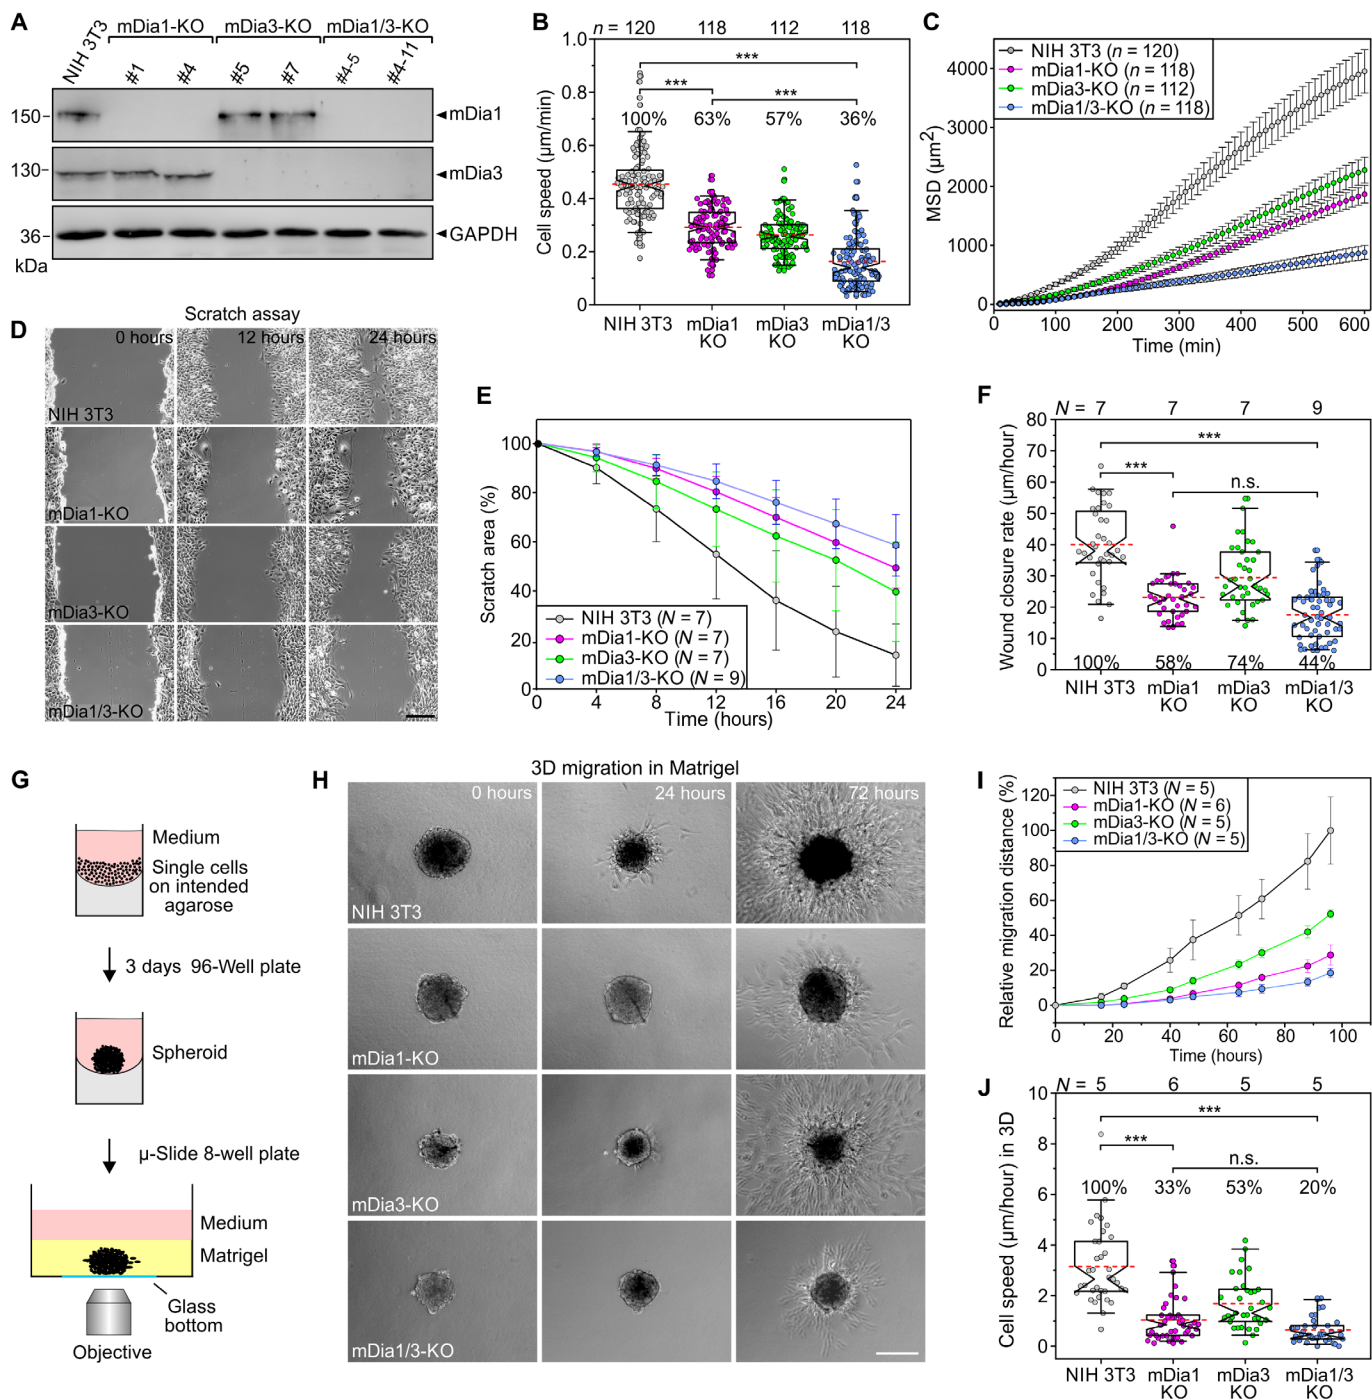 A
mDia1-KO mDia3-KO mDia1/3-KO
NIH 3T3 #1 #4 #5 #7 #4-5 #4-11
150 mDia1
130 mDia3
36 GAPDH
kDa
B
n = 120 118 112 118
Cell speed (µm/min)
1.0
0.8
0.6
0.4
0.2
0.0
***
*** ***
100% 63% 57% 36%
NIH 3T3 mDia1 KO mDia3 KO mDia1/3 KO
C
MSD (µm²)
4000
3000
2000
1000
0
NIH 3T3 (n = 120)
mDia1-KO (n = 118)
mDia3-KO (n = 112)
mDia1/3-KO (n = 118)
0 100 200 300 400 500 600
Time (min)
D
Scratch assay
0 hours 12 hours 24 hours
NIH 3T3
mDia1-KO
mDia3-KO
mDia1/3-KO
E
Scratch area (%)
100
80
60
40
20
0
NIH 3T3 (N = 7)
mDia1-KO (N = 7)
mDia3-KO (N = 7)
mDia1/3-KO (N = 9)
0 4 8 12 16 20 24
Time (hours)
F
N = 7 7 7 9
Wound closure rate (µm/hour)
80
70
60
50
40
30
20
10
0
***
***
n.s.
100% 58% 74% 44%
NIH 3T3 mDia1 KO mDia3 KO mDia1/3 KO
G
Medium
Single cells
on intended
agarose
3 days 96-Well plate
Spheroid
µ-Slide 8-well plate
Medium
Matrigel
Glass
bottom
Objective
H
3D migration in Matrigel
0 hours 24 hours 72 hours
NIH 3T3
mDia1-KO
mDia3-KO
mDia1/3-KO
I
Relative migration distance (%)
120
100
80
60
40
20
0
NIH 3T3 (N = 5)
mDia1-KO (N = 6)
mDia3-KO (N = 5)
mDia1/3-KO (N = 5)
0 20 40 60 80 100
Time (hours)
J
N = 5 6 5 5
Cell speed (µm/hour) in 3D
10
8
6
4
2
0
***
***
n.s.
100% 33% 53% 20%
NIH 3T3 mDia1 KO mDia3 KO mDia1/3 KO